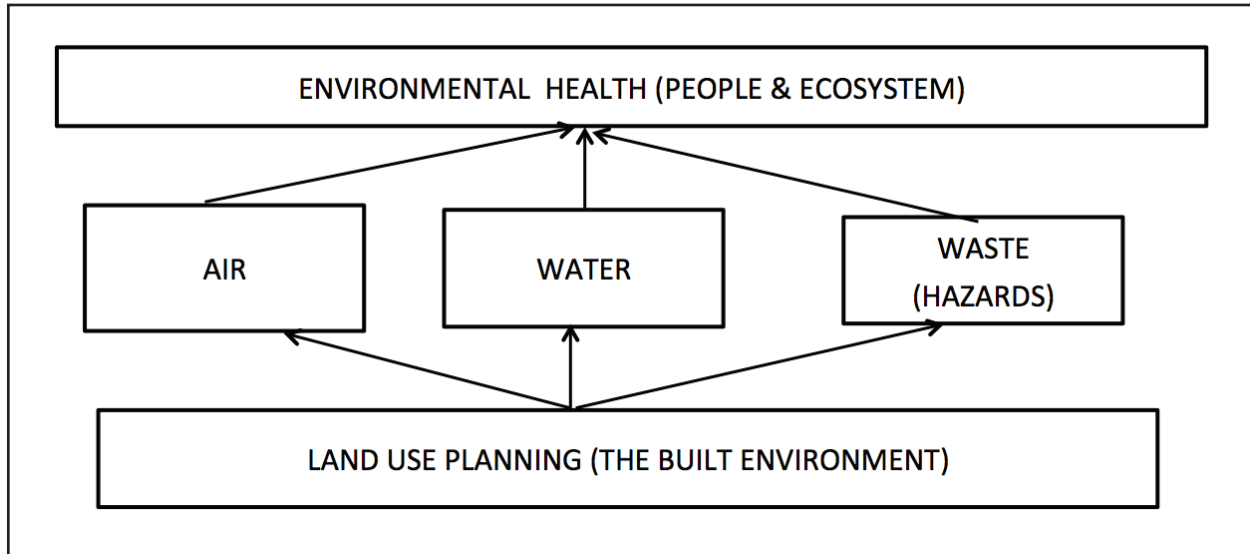 ENVIRONMENTAL HEALTH (PEOPLE & ECOSYSTEM)
AIR
WATER
WASTE
(HAZARDS)
LAND USE PLANNING (THE BUILT ENVIRONMENT)